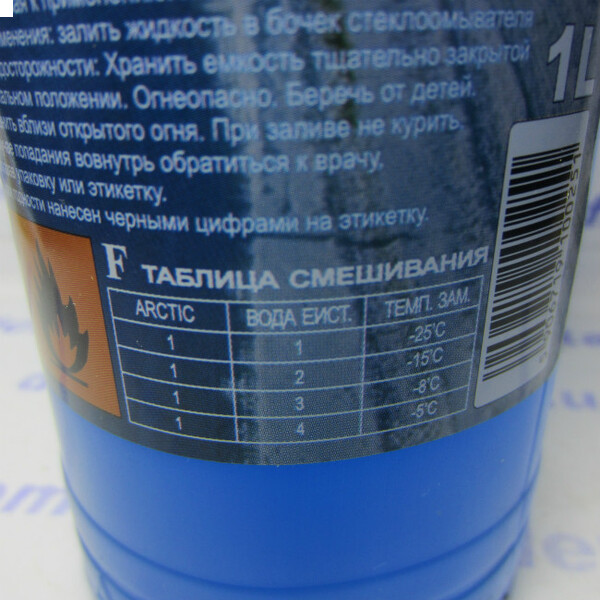 залить жидкость в бочек стеклоомывателя
Хранить емкость тщательно закрытой
положении. Огнеопасно. Беречь от детей.
вблизи открытого огня. При заливе не курить.
попадания вовнутрь обратиться к врачу.
упаковку или этикетку.
нанесен черными цифрами на этикетку.
1L
F ТАБЛИЦА СМЕШИВАНИЯ
ARCTIC ВОДА ЕИСТ. ТЕМП. ЗАМ.
1 1 -25°C
1 2 -15°C
1 3 -8°C
1 4 -5°C